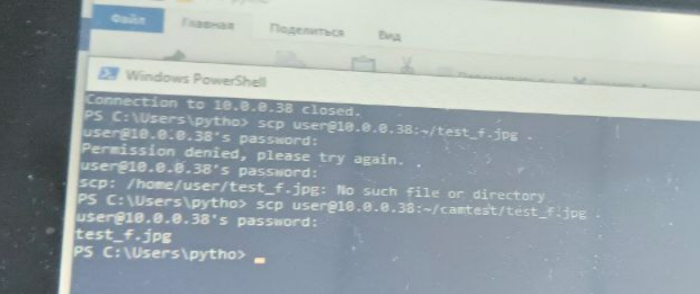 Файл Главная Поделиться Вид
Windows PowerShell
Connection to 10.0.0.38 closed.
PS C:\Users\pytho> scp user@10.0.0.38:~/test_f.jpg .
user@10.0.0.38's password:
Permission denied, please try again.
user@10.0.0.38's password:
scp: /home/user/test_f.jpg: No such file or directory
PS C:\Users\pytho> scp user@10.0.0.38:~/camtest/test_f.jpg .
user@10.0.0.38's password:
test_f.jpg
PS C:\Users\pytho>